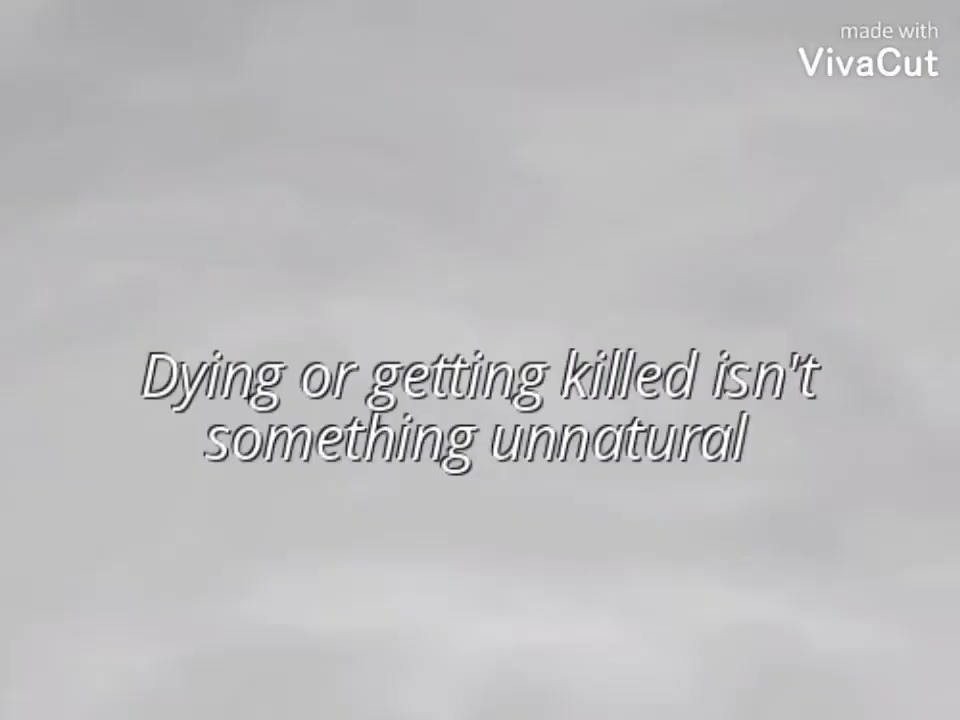 made with
VivaCut
Dying or getting killed isn't
something unnatural